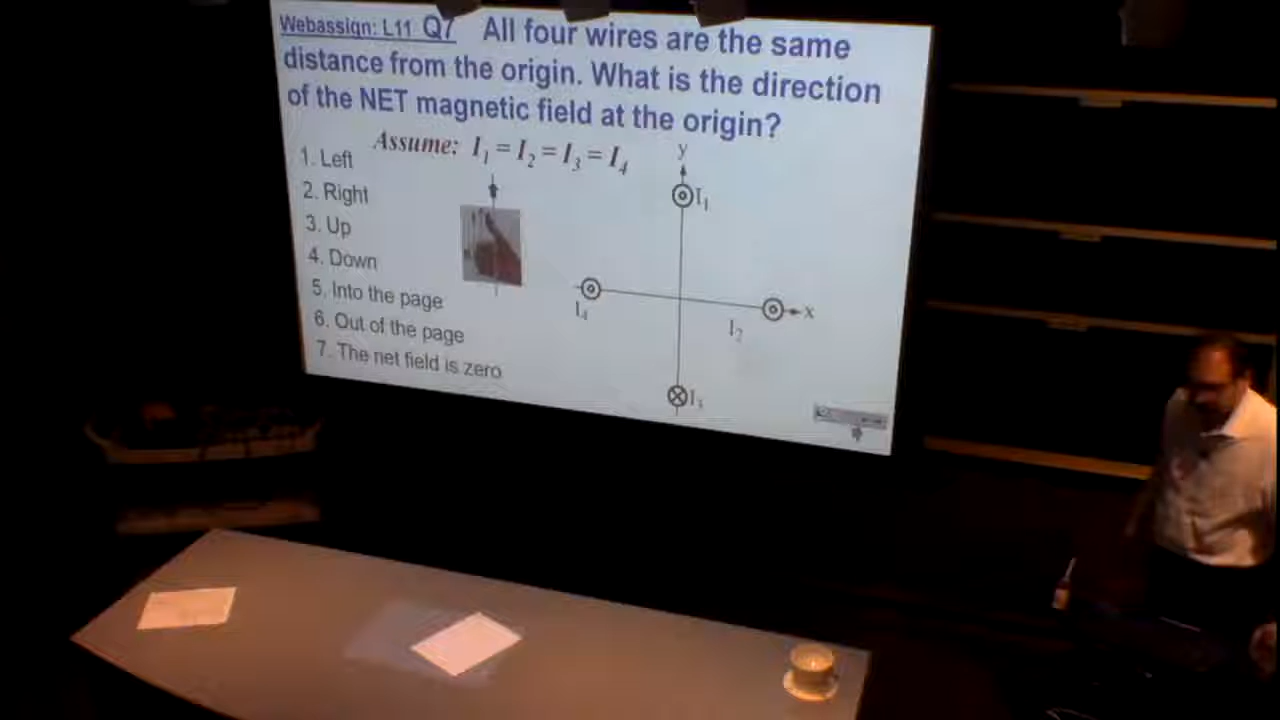 Webassign: L11 Q7 All four wires are the same
distance from the origin. What is the direction
of the NET magnetic field at the origin?
Assume: I₁ = I₂ = I₃ = I₄
1. Left
2. Right
3. Up
4. Down
5. Into the page
6. Out of the page
7. The net field is zero
y
I₁
I₄
x
I₂
I₃